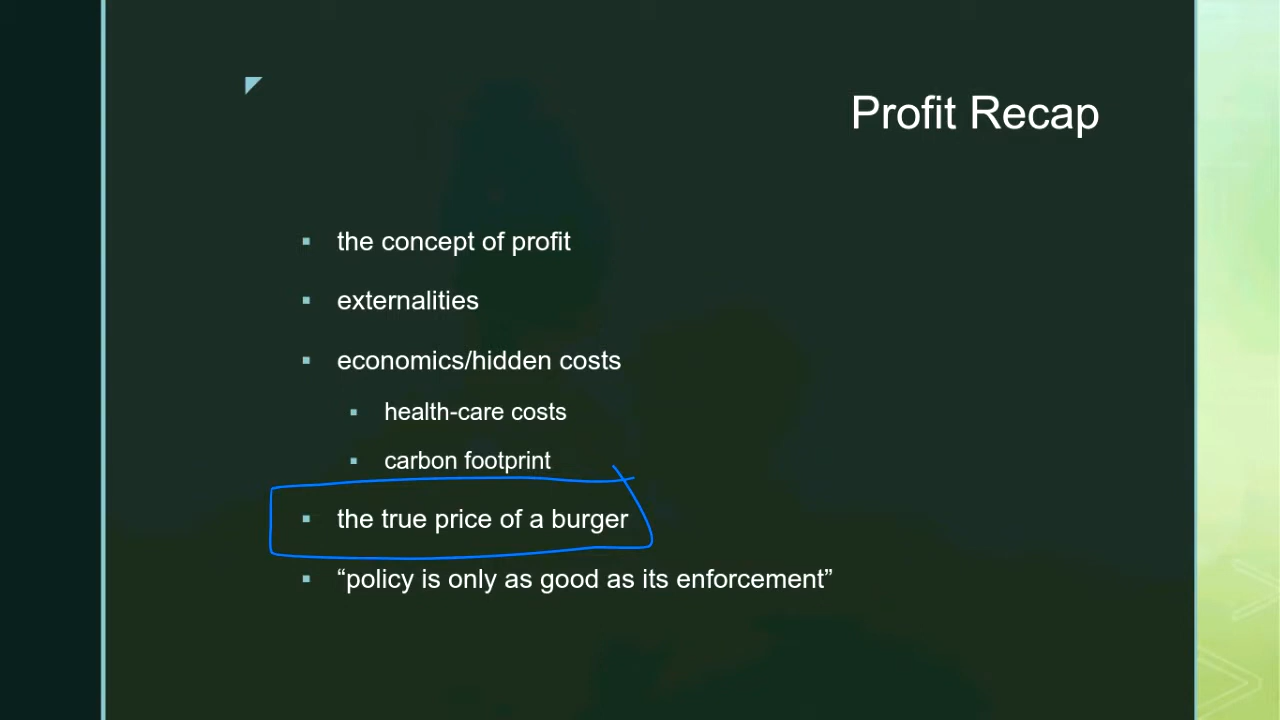 Profit Recap
the concept of profit
externalities
economics/hidden costs
health-care costs
carbon footprint
the true price of a burger
“policy is only as good as its enforcement”